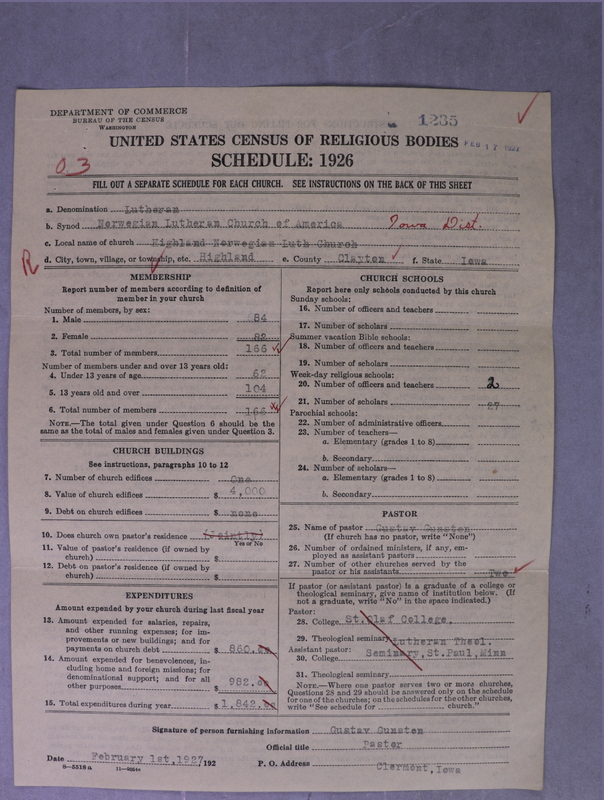 DEPARTMENT OF COMMERCE
BUREAU OF THE CENSUS
WASHINGTON
1235
UNITED STATES CENSUS OF RELIGIOUS BODIES
FEB 17 1927
03
SCHEDULE: 1926
FILL OUT A SEPARATE SCHEDULE FOR EACH CHURCH. SEE INSTRUCTIONS ON THE BACK OF THIS SHEET
a. Denomination Lutheran
b. Synod Norwegian Lutheran Church of America Iowa Dist.
c. Local name of church Highland Norwegian Luth Church
R d. City, town, village, or township, etc. Highland e. County Clayton f. State Iowa
MEMBERSHIP
Report number of members according to definition of
member in your church
Number of members, by sex:
1. Male 84
2. Female 82
3. Total number of members 166
Number of members under and over 13 years old:
4. Under 13 years of age 62
5. 13 years old and over 104
6. Total number of members 166
NOTE.—The total given under Question 6 should be
same as the total of males and females given under Question 3.
CHURCH BUILDINGS
See instructions, paragraphs 10 to 12
7. Number of church edifices One
8. Value of church edifices $ 4,000
9. Debt on church edifices $ none
10. Does church own pastor's residence
Yes or No
11. Value of pastor's residence (if owned by
church) $
12. Debt on pastor's residence (if owned by
church) $
EXPENDITURES
Amount expended by your church during last fiscal year
13. Amount expended for salaries, repairs,
and other running expenses; for im-
provements or new buildings; and for
payments on church debt $ 860.00
14. Amount expended for benevolences, in-
cluding home and foreign missions; for
denominational support; and for all
other purposes $ 982.00
15. Total expenditures during year $ 1,842.00
CHURCH SCHOOLS
Report here only schools conducted by this church
Sunday schools:
16. Number of officers and teachers
17. Number of scholars
Summer vacation Bible schools:
18. Number of officers and teachers
19. Number of scholars
Week-day religious schools:
20. Number of officers and teachers 2
21. Number of scholars 27
Parochial schools:
22. Number of administrative officers
23. Number of teachers—
a. Elementary (grades 1 to 8)
b. Secondary
24. Number of scholars—
a. Elementary (grades 1 to 8)
b. Secondary
PASTOR
25. Name of pastor Gustav Gunsten
(If church has no pastor, write "None")
26. Number of ordained ministers, if any, em-
ployed as assistant pastors
27. Number of other churches served by the
pastor or his assistants Two
If pastor (or assistant pastor) is a graduate of a college or
theological seminary, give name of institution below. (If
not a graduate, write "No" in the space indicated.)
Pastor:
28. College St. Olaf College.
29. Theological seminary Lutheran Theol.
Assistant pastor: Seminary, St. Paul, Minn
30. College
31. Theological seminary
NOTE.—Where one pastor serves two or more churches,
Questions 28 and 29 should be answered only on the schedule
for one of the churches; on the schedules for the other churches,
write "See schedule for church."
Signature of person furnishing information Gustav Gunsten
Official title Pastor
Date February 1st, 1927/192 P. O. Address Clermont, Iowa
8—5518a